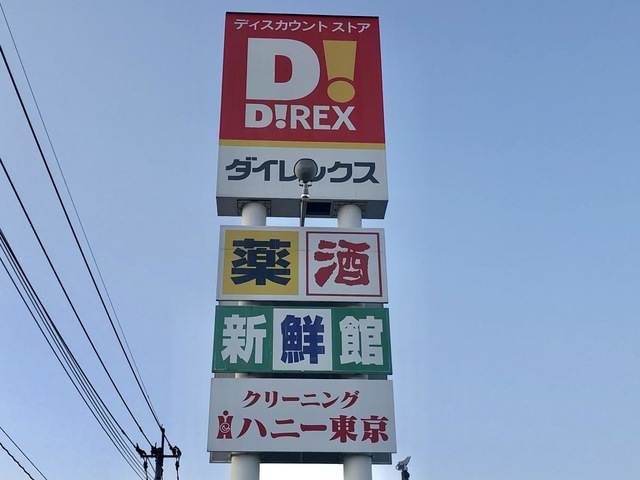 ディスカウント ストア
D!
D!REX
ダイレックス
薬 酒
新鮮館
クリーニング
ハニー東京